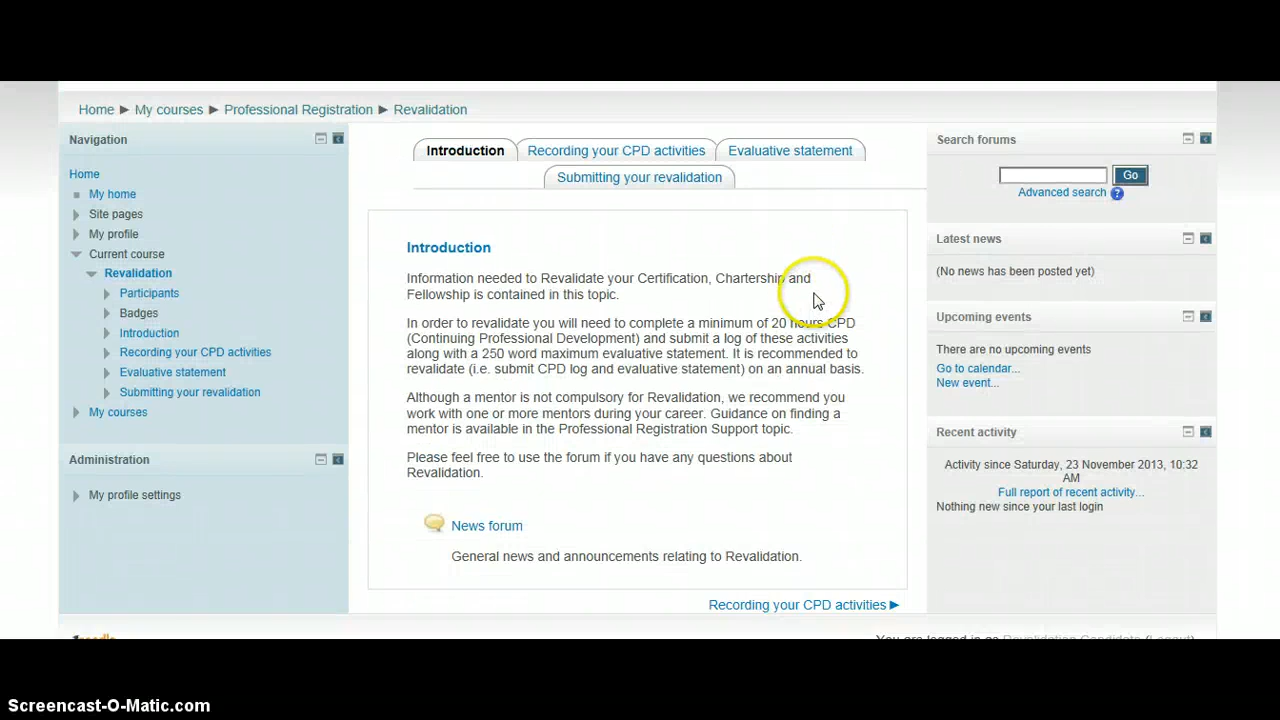 Home ▶ My courses ▶ Professional Registration ▶ Revalidation
Navigation
Home
My home
Site pages
My profile
Current course
Revalidation
Participants
Badges
Introduction
Recording your CPD activities
Evaluative statement
Submitting your revalidation
My courses
Administration
My profile settings
Introduction
Recording your CPD activities
Evaluative statement
Submitting your revalidation
Introduction
Information needed to Revalidate your Certification, Chartership and
Fellowship is contained in this topic.
In order to revalidate you will need to complete a minimum of 20 hours CPD
(Continuing Professional Development) and submit a log of these activities
along with a 250 word maximum evaluative statement. It is recommended to
revalidate (i.e. submit CPD log and evaluative statement) on an annual basis.
Although a mentor is not compulsory for Revalidation, we recommend you
work with one or more mentors during your career. Guidance on finding a
mentor is available in the Professional Registration Support topic.
Please feel free to use the forum if you have any questions about
Revalidation.
News forum
General news and announcements relating to Revalidation.
Recording your CPD activities ▶
Search forums
Go
Advanced search ?
Latest news
(No news has been posted yet)
Upcoming events
There are no upcoming events
Go to calendar...
New event...
Recent activity
Activity since Saturday, 23 November 2013, 10:32
AM
Full report of recent activity...
Nothing new since your last login
You are logged in as Revalidation Candidate (Logout)
Screencast-O-Matic.com